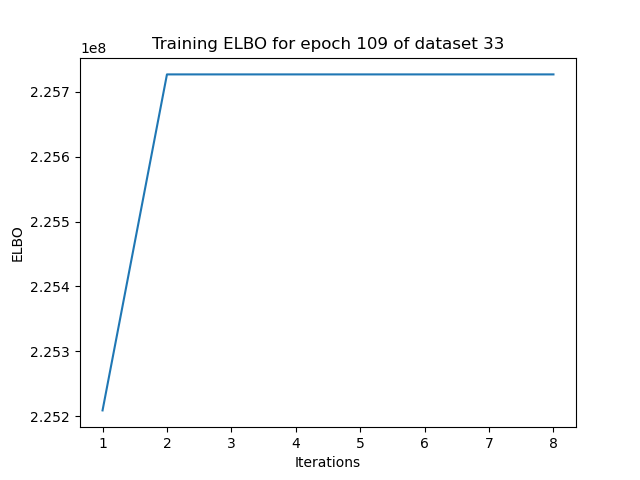 Training ELBO for epoch 109 of dataset 33
1e8
2.257
2.256
2.255
2.254
2.253
2.252
ELBO
1 2 3 4 5 6 7 8
Iterations